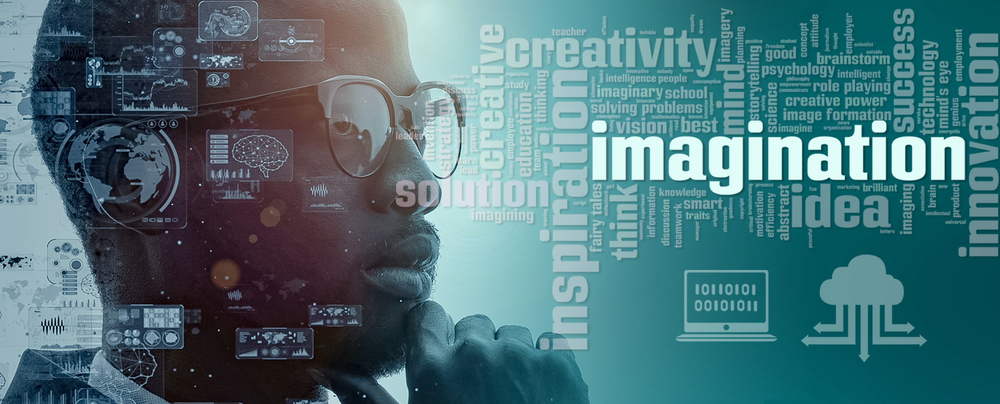 teacher
efficient
creativity
twinkle
empathy
dream
imagery
planning
positive
student
freedom
good
concept
attitude
journalism
thought
employer
scientist
outside
brainstorm
success
employment
innovation
creative
story
reputation
study
innovative
nobody
open
books
intelligence
people
consumption
mind
storytelling
psychology
intelligent
change
philosophy
empowerment
communicate
role playing
technology
mind's eye
universe
discuss
data
positivity
confidence
solve
education
thinking
inspiration
champion
imaginary
school
novel
innovate
solving problems
intention
equipment
solving
science
creative power
image formation
genius
eureka
drive
conception
mathematics
lesson
living
vision
achieve
read
best
imagine
news
organization
energetic
kids
leader
invention
strategy
power
employee
modern
fantasy
team
patent
imagination
learn
lead
solution
imagining
training
script
fairy tales
girl
enthusiasm
think
economy
experiment
information
knowledge
smart
traits
discussion
teamwork
manager
original
abstraction
goodness
copyright
critical
brainstorming
process
motivation
efficiency
abstract
idea
fun
marketing
brilliant
peaceful
letters
imaging
association
brain
new
intellectual
product
universal
10110101
00101011